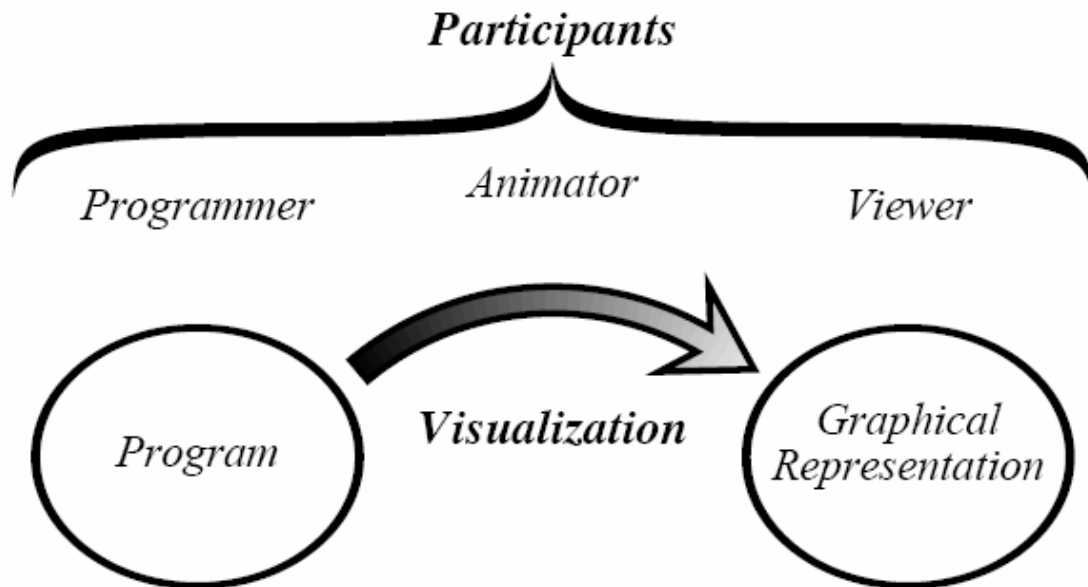 Participants
Programmer
Animator
Viewer
Program
Visualization
Graphical
Representation